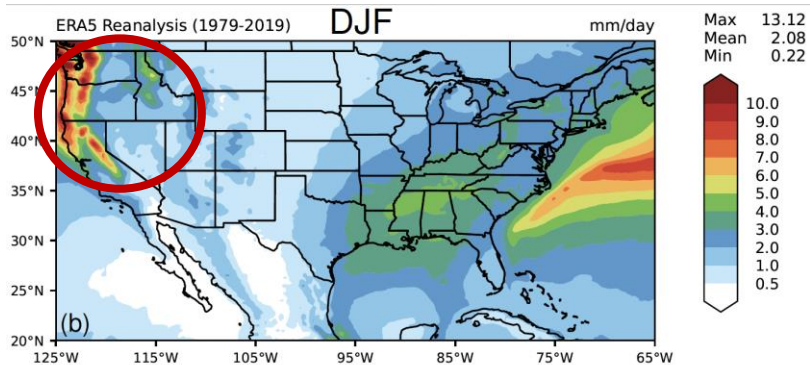 ERA5 Reanalysis (1979-2019) DJF mm/day
Max 13.12
Mean 2.08
Min 0.22
50°N
45°N
40°N
35°N
30°N
25°N
20°N
(b)
125°W 115°W 105°W 95°W 85°W 75°W 65°W
10.0
9.0
8.0
7.0
6.0
5.0
4.0
3.0
2.0
1.0
0.5